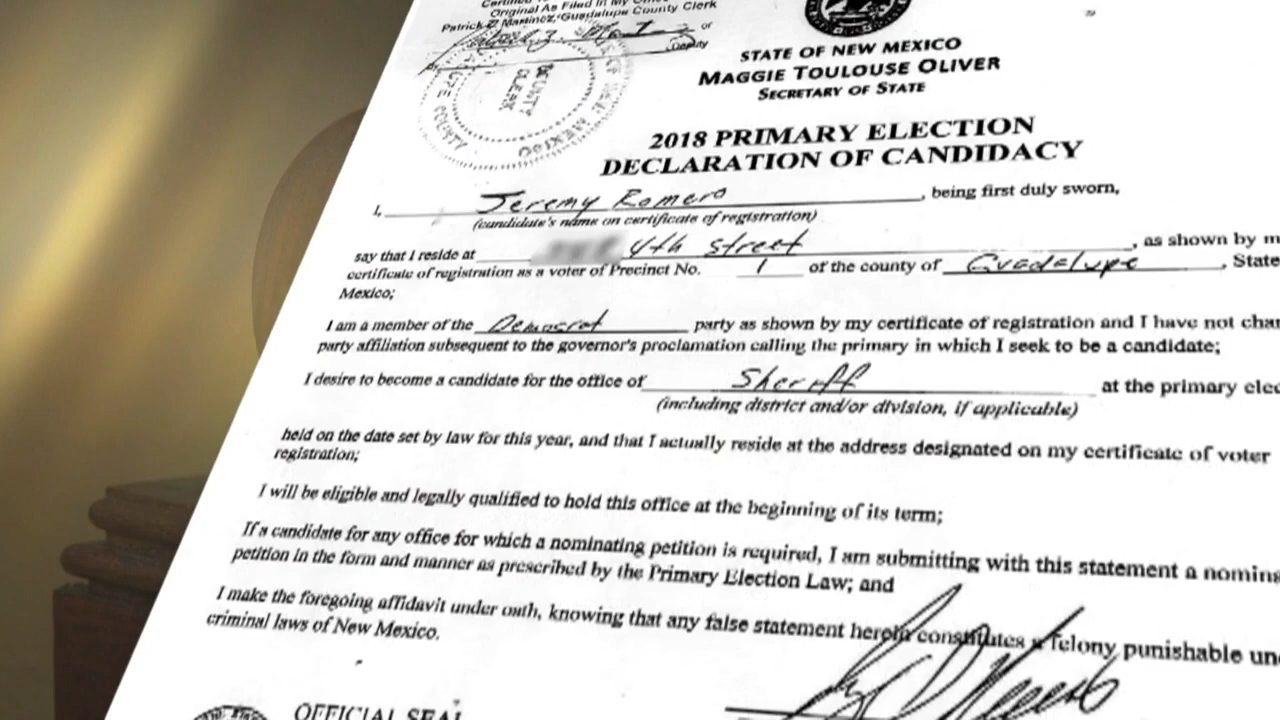 Original As Filed in My Office
Patrick Z. Martinez, Guadalupe County Clerk
or
Deputy
COUNTY
CLERK
STATE OF NEW MEXICO
MAGGIE TOULOUSE OLIVER
SECRETARY OF STATE
2018 PRIMARY ELECTION
DECLARATION OF CANDIDACY
I, Jeremy Romero, being first duly sworn,
(candidate's name on certificate of registration)
say that I reside at 4th street, as shown by m
certificate of registration as a voter of Precinct No. 1 of the county of Guadalupe, State
Mexico;
I am a member of the Democrat party as shown by my certificate of registration and I have not chan
party affiliation subsequent to the governor's proclamation calling the primary in which I seek to be a candidate;
I desire to become a candidate for the office of Sheriff at the primary elec
(including district and/or division, if applicable)
held on the date set by law for this year, and that I actually reside at the address designated on my certificate of voter
registration;
I will be eligible and legally qualified to hold this office at the beginning of its term;
If a candidate for any office for which a nominating petition is required, I am submitting with this statement a nomina
petition in the form and manner as prescribed by the Primary Election Law; and
I make the foregoing affidavit under oath, knowing that any false statement herein constitutes a felony punishable un
criminal laws of New Mexico.
OFFICIAL SEAL